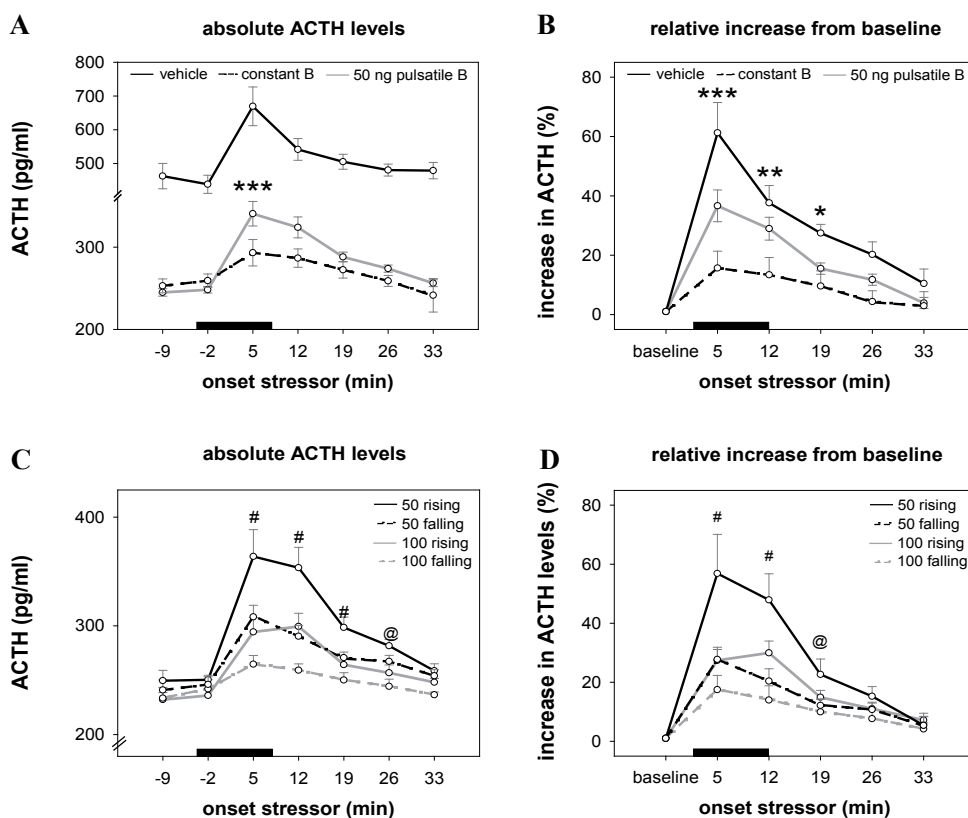 A
absolute ACTH levels
vehicle constant B 50 ng pulsatile B
700
600
500
300
200
ACTH (pg/ml)
***
-9 -2 5 12 19 26 33
onset stressor (min)
B
relative increase from baseline
vehicle constant B 50 ng pulsatile B
80
60
40
20
0
increase in ACTH (%)
***
**
*
baseline 5 12 19 26 33
onset stressor (min)
C
absolute ACTH levels
50 rising
50 falling
100 rising
100 falling
400
300
200
ACTH (pg/ml)
# # # @
-9 -2 5 12 19 26 33
onset stressor (min)
D
relative increase from baseline
50 rising
50 falling
100 rising
100 falling
80
60
40
20
0
increase in ACTH levels (%)
# # @
baseline 5 12 19 26 33
onset stressor (min)